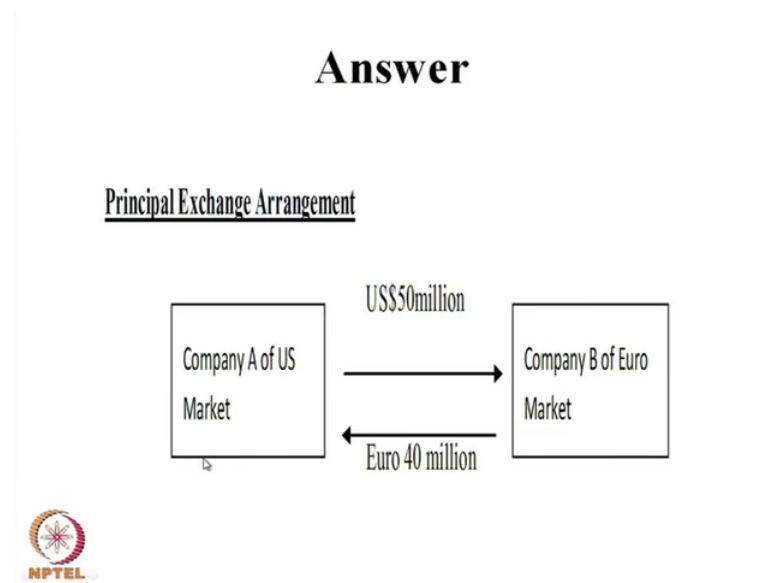 Answer
Principal Exchange Arrangement
US$50million
Company A of US
Market
Company B of Euro
Market
Euro 40 million
NPTEL